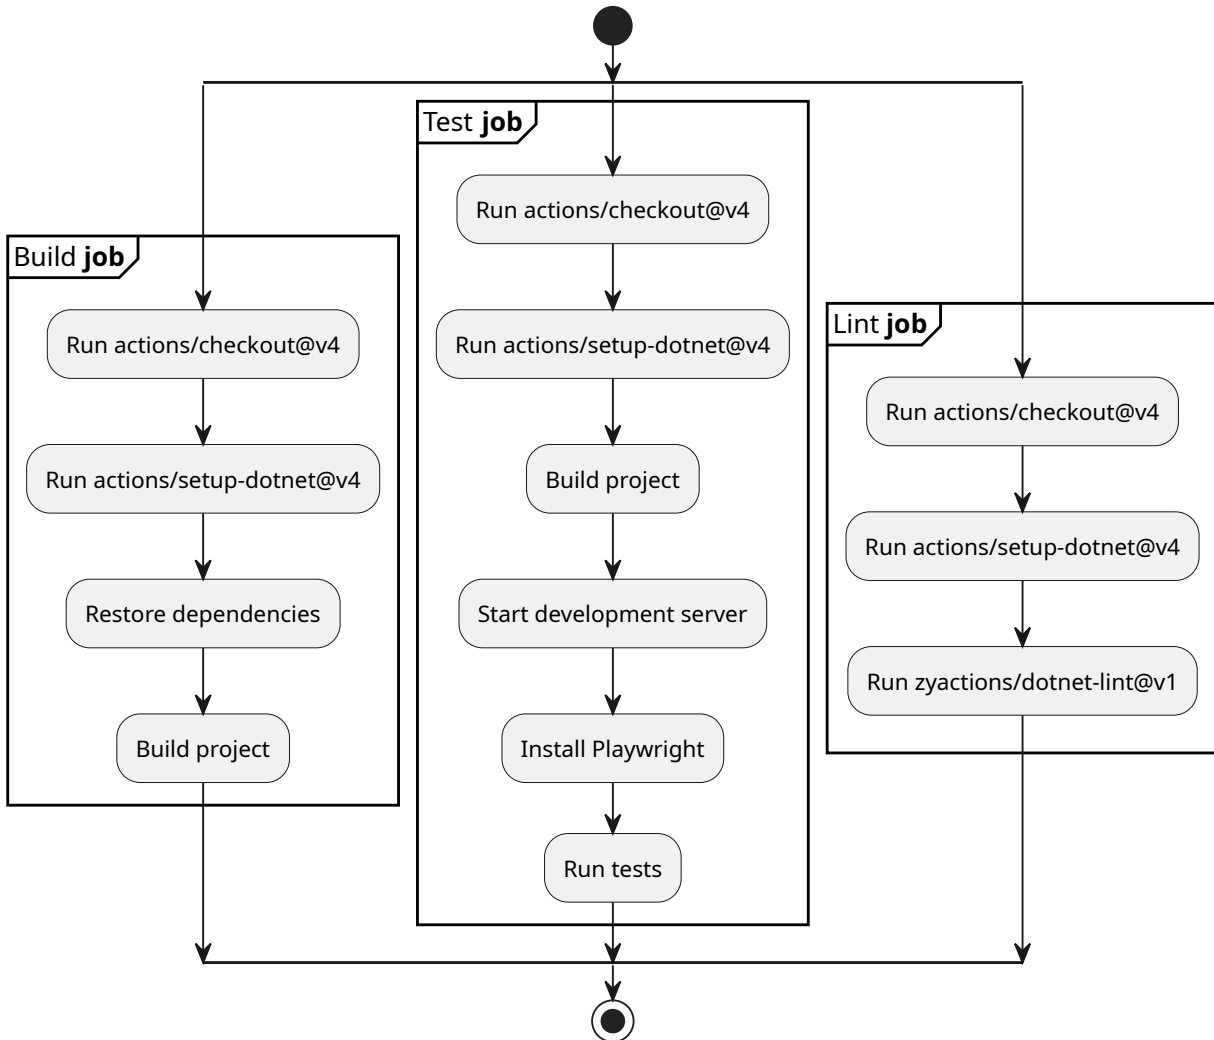 Build job
Run actions/checkout@v4
Run actions/setup-dotnet@v4
Restore dependencies
Build project
Test job
Run actions/checkout@v4
Run actions/setup-dotnet@v4
Build project
Start development server
Install Playwright
Run tests
Lint job
Run actions/checkout@v4
Run actions/setup-dotnet@v4
Run zyactions/dotnet-lint@v1